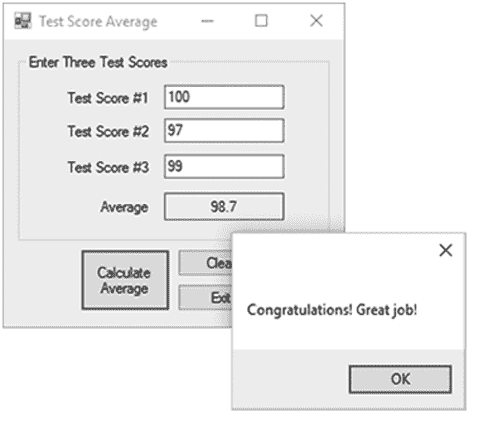 Test Score Average
Enter Three Test Scores
Test Score #1 100
Test Score #2 97
Test Score #3 99
Average 98.7
Calculate
Average
Exit
Congratulations! Great job!
OK